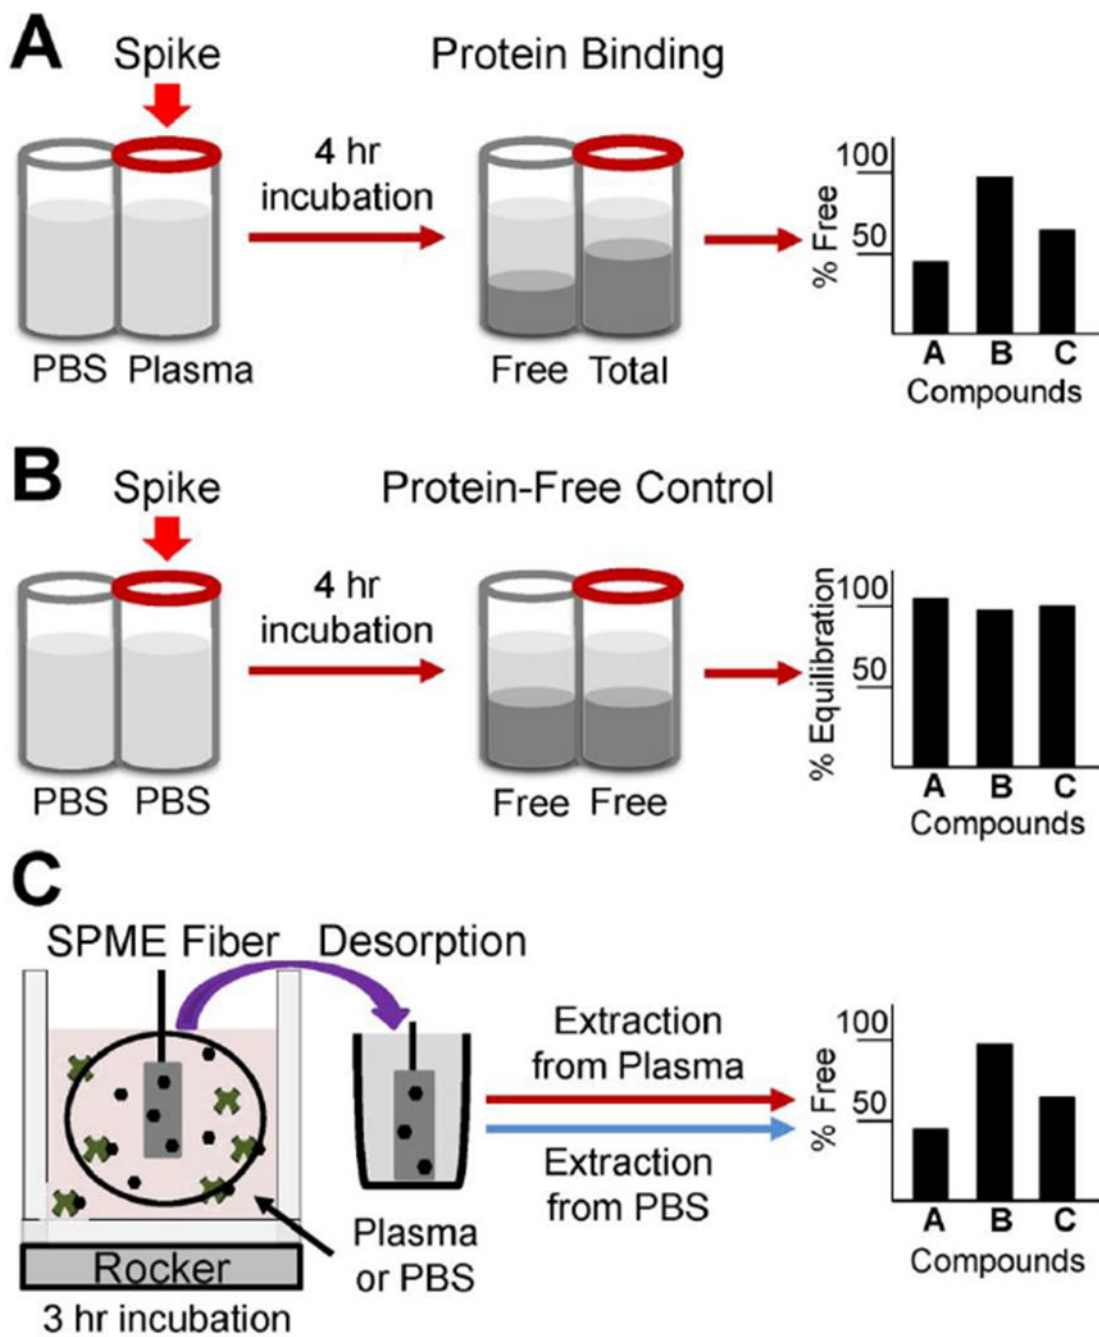 A
Spike
Protein Binding
4 hr
incubation
PBS Plasma
Free Total
% Free
100
50
A B C
Compounds
B
Spike
Protein-Free Control
4 hr
incubation
PBS PBS
Free Free
% Equilibration
100
50
A B C
Compounds
C
SPME Fiber
Desorption
Extraction
from Plasma
Extraction
from PBS
Plasma
or PBS
Rocker
3 hr incubation
% Free
100
50
A B C
Compounds